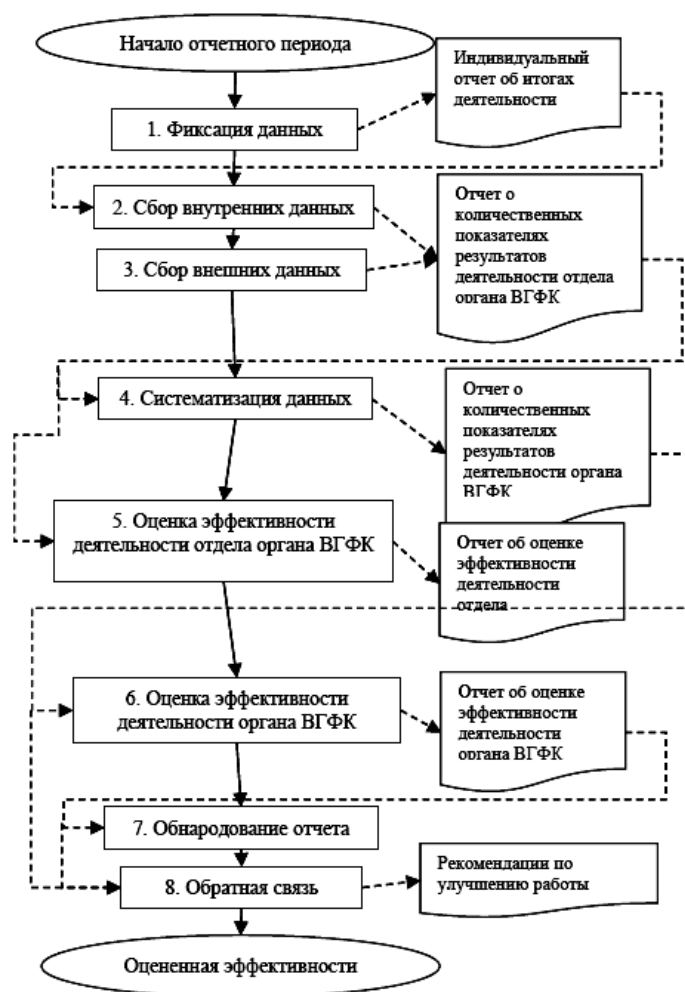 Начало отчетного периода
Индивидуальный
отчет об итогах
деятельности
1. Фиксация данных
2. Сбор внутренних данных
Отчет о
количественных
показателях
результатов
деятельности отдела
органа ВГФК
3. Сбор внешних данных
4. Систематизация данных
Отчет о
количественных
показателях
результатов
деятельности органа
ВГФК
5. Оценка эффективности
деятельности отдела органа ВГФК
Отчет об оценке
эффективности
деятельности
отдела
6. Оценка эффективности
деятельности органа ВГФК
Отчет об оценке
эффективности
деятельности
органа ВГФК
7. Обнародование отчета
8. Обратная связь
Рекомендации по
улучшению работы
Оцененная эффективности